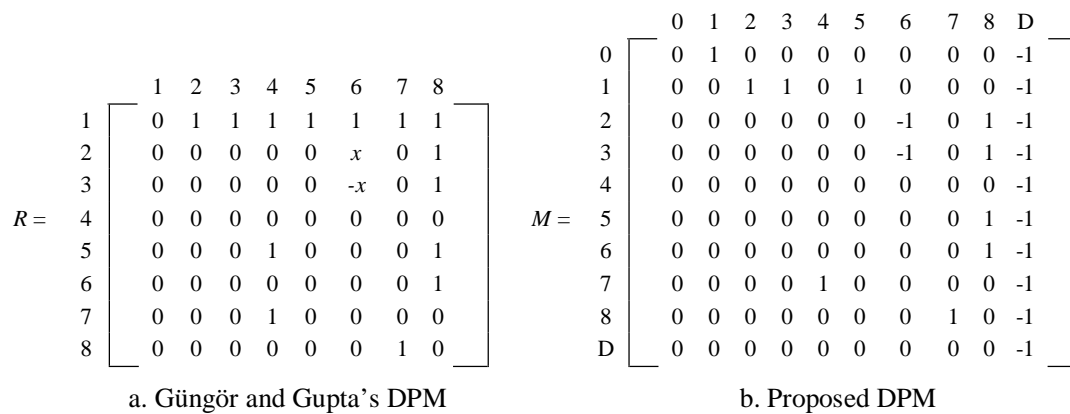 0 1 2 3 4 5 6 7 8 D
0 0 1 0 0 0 0 0 0 0 -1
1 2 3 4 5 6 7 8 1 0 0 1 1 0 1 0 0 0 -1
1 0 1 1 1 1 1 1 1 2 0 0 0 0 0 0 -1 0 1 -1
2 0 0 0 0 0 x 0 1 3 0 0 0 0 0 0 -1 0 1 -1
3 0 0 0 0 0 -x 0 1 4 0 0 0 0 0 0 0 0 0 -1
R = 4 0 0 0 0 0 0 0 0 M = 5 0 0 0 0 0 0 0 0 1 -1
5 0 0 0 1 0 0 0 1 6 0 0 0 0 0 0 0 0 1 -1
6 0 0 0 0 0 0 0 1 7 0 0 0 0 1 0 0 0 0 -1
7 0 0 0 1 0 0 0 0 8 0 0 0 0 0 0 0 1 0 -1
8 0 0 0 0 0 0 1 0 D 0 0 0 0 0 0 0 0 0 -1
a. Güngör and Gupta's DPM b. Proposed DPM